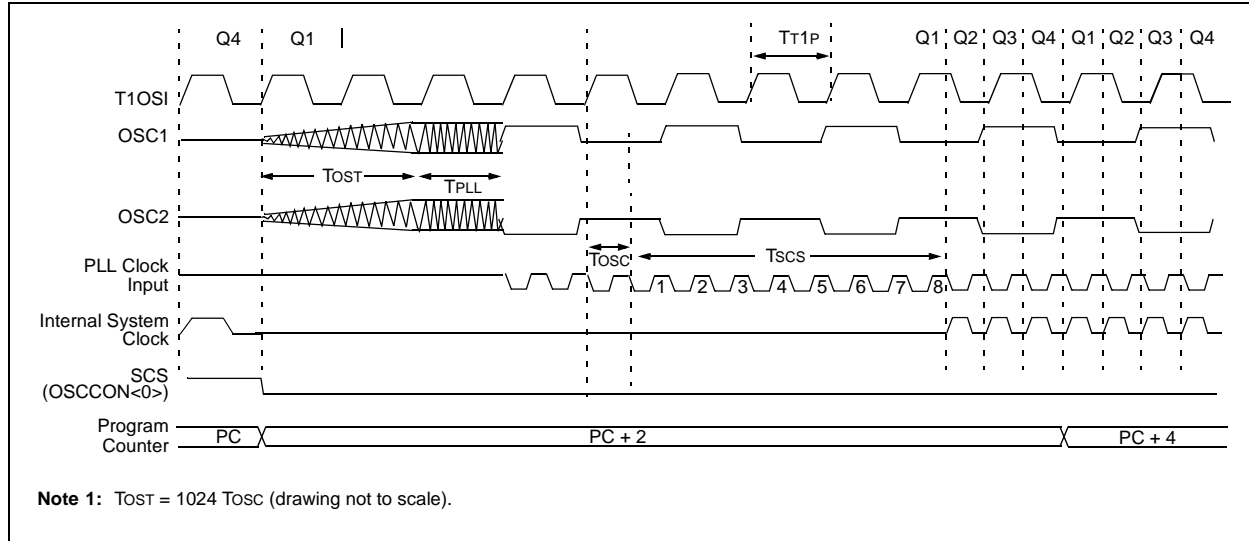 Q4 Q1 TT1P Q1 Q2 Q3 Q4 Q1 Q2 Q3 Q4
T1OSI
OSC1
TOST TPLL
OSC2
TOSC TSCS
PLL Clock
Input
1 2 3 4 5 6 7 8
Internal System
Clock
SCS
(OSCCON<0>)
Program
Counter
PC PC + 2 PC + 4
Note 1: TOST = 1024 TOSC (drawing not to scale).